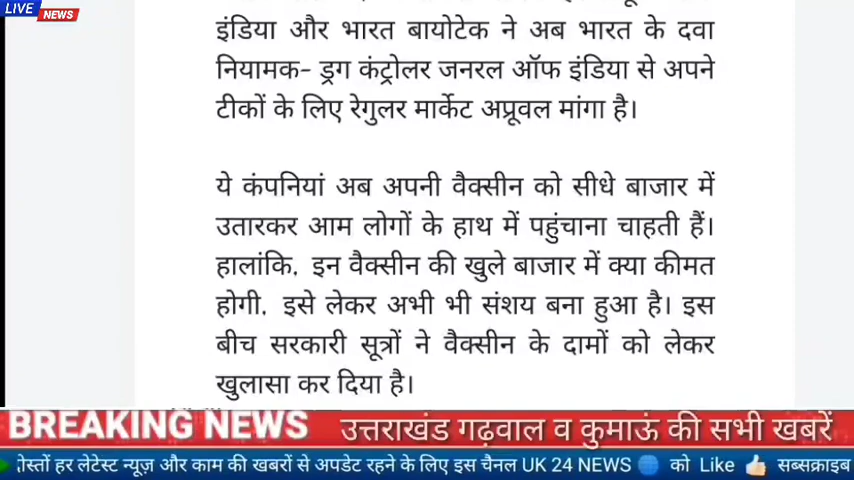 LIVE
NEWS
इंडिया और भारत बायोटेक ने अब भारत के दवा
नियामक- ड्रग कंट्रोलर जनरल ऑफ इंडिया से अपने
टीकों के लिए रेगुलर मार्केट अप्रूवल मांगा है।
ये कंपनियां अब अपनी वैक्सीन को सीधे बाजार में
उतारकर आम लोगों के हाथ में पहुंचाना चाहती हैं।
हालांकि, इन वैक्सीन की खुले बाजार में क्या कीमत
होगी, इसे लेकर अभी भी संशय बना हुआ है। इस
बीच सरकारी सूत्रों ने वैक्सीन के दामों को लेकर
खुलासा कर दिया है।
BREAKING NEWS उत्तराखंड गढ़वाल व कुमाऊं की सभी खबरें
दोस्तों हर लेटेस्ट न्यूज़ और काम की खबरों से अपडेट रहने के लिए इस चैनल UK 24 NEWS 🌐 को Like 👍🏻 सब्सक्राइब